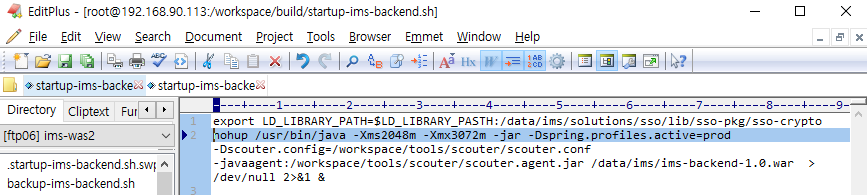 EditPlus - [root@192.168.90.113:/workspace/build/startup-ims-backend.sh]
File Edit View Search Document Project Tools Browser Emmet Window Help
startup-ims-backe startup-ims-backe
Directory Cliptext Fur
[ftp06] ims-was2
.startup-ims-backend.sh.swp
backup-ims-backend.sh
----+----1----+----2----+----3----+----4----+----5----+----6----+----7----+----8----+----9-
1 export LD_LIBRARY_PATH=$LD_LIBRARY_PASTH:/data/ims/solutions/sso/lib/sso-pkg/sso-crypto
2 nohup /usr/bin/java -Xms2048m -Xmx3072m -jar -Dspring.profiles.active=prod
-Dscouter.config=/workspace/tools/scouter/scouter.conf
-javaagent:/workspace/tools/scouter/scouter.agent.jar /data/ims/ims-backend-1.0.war >
/dev/null 2>&1 &
3